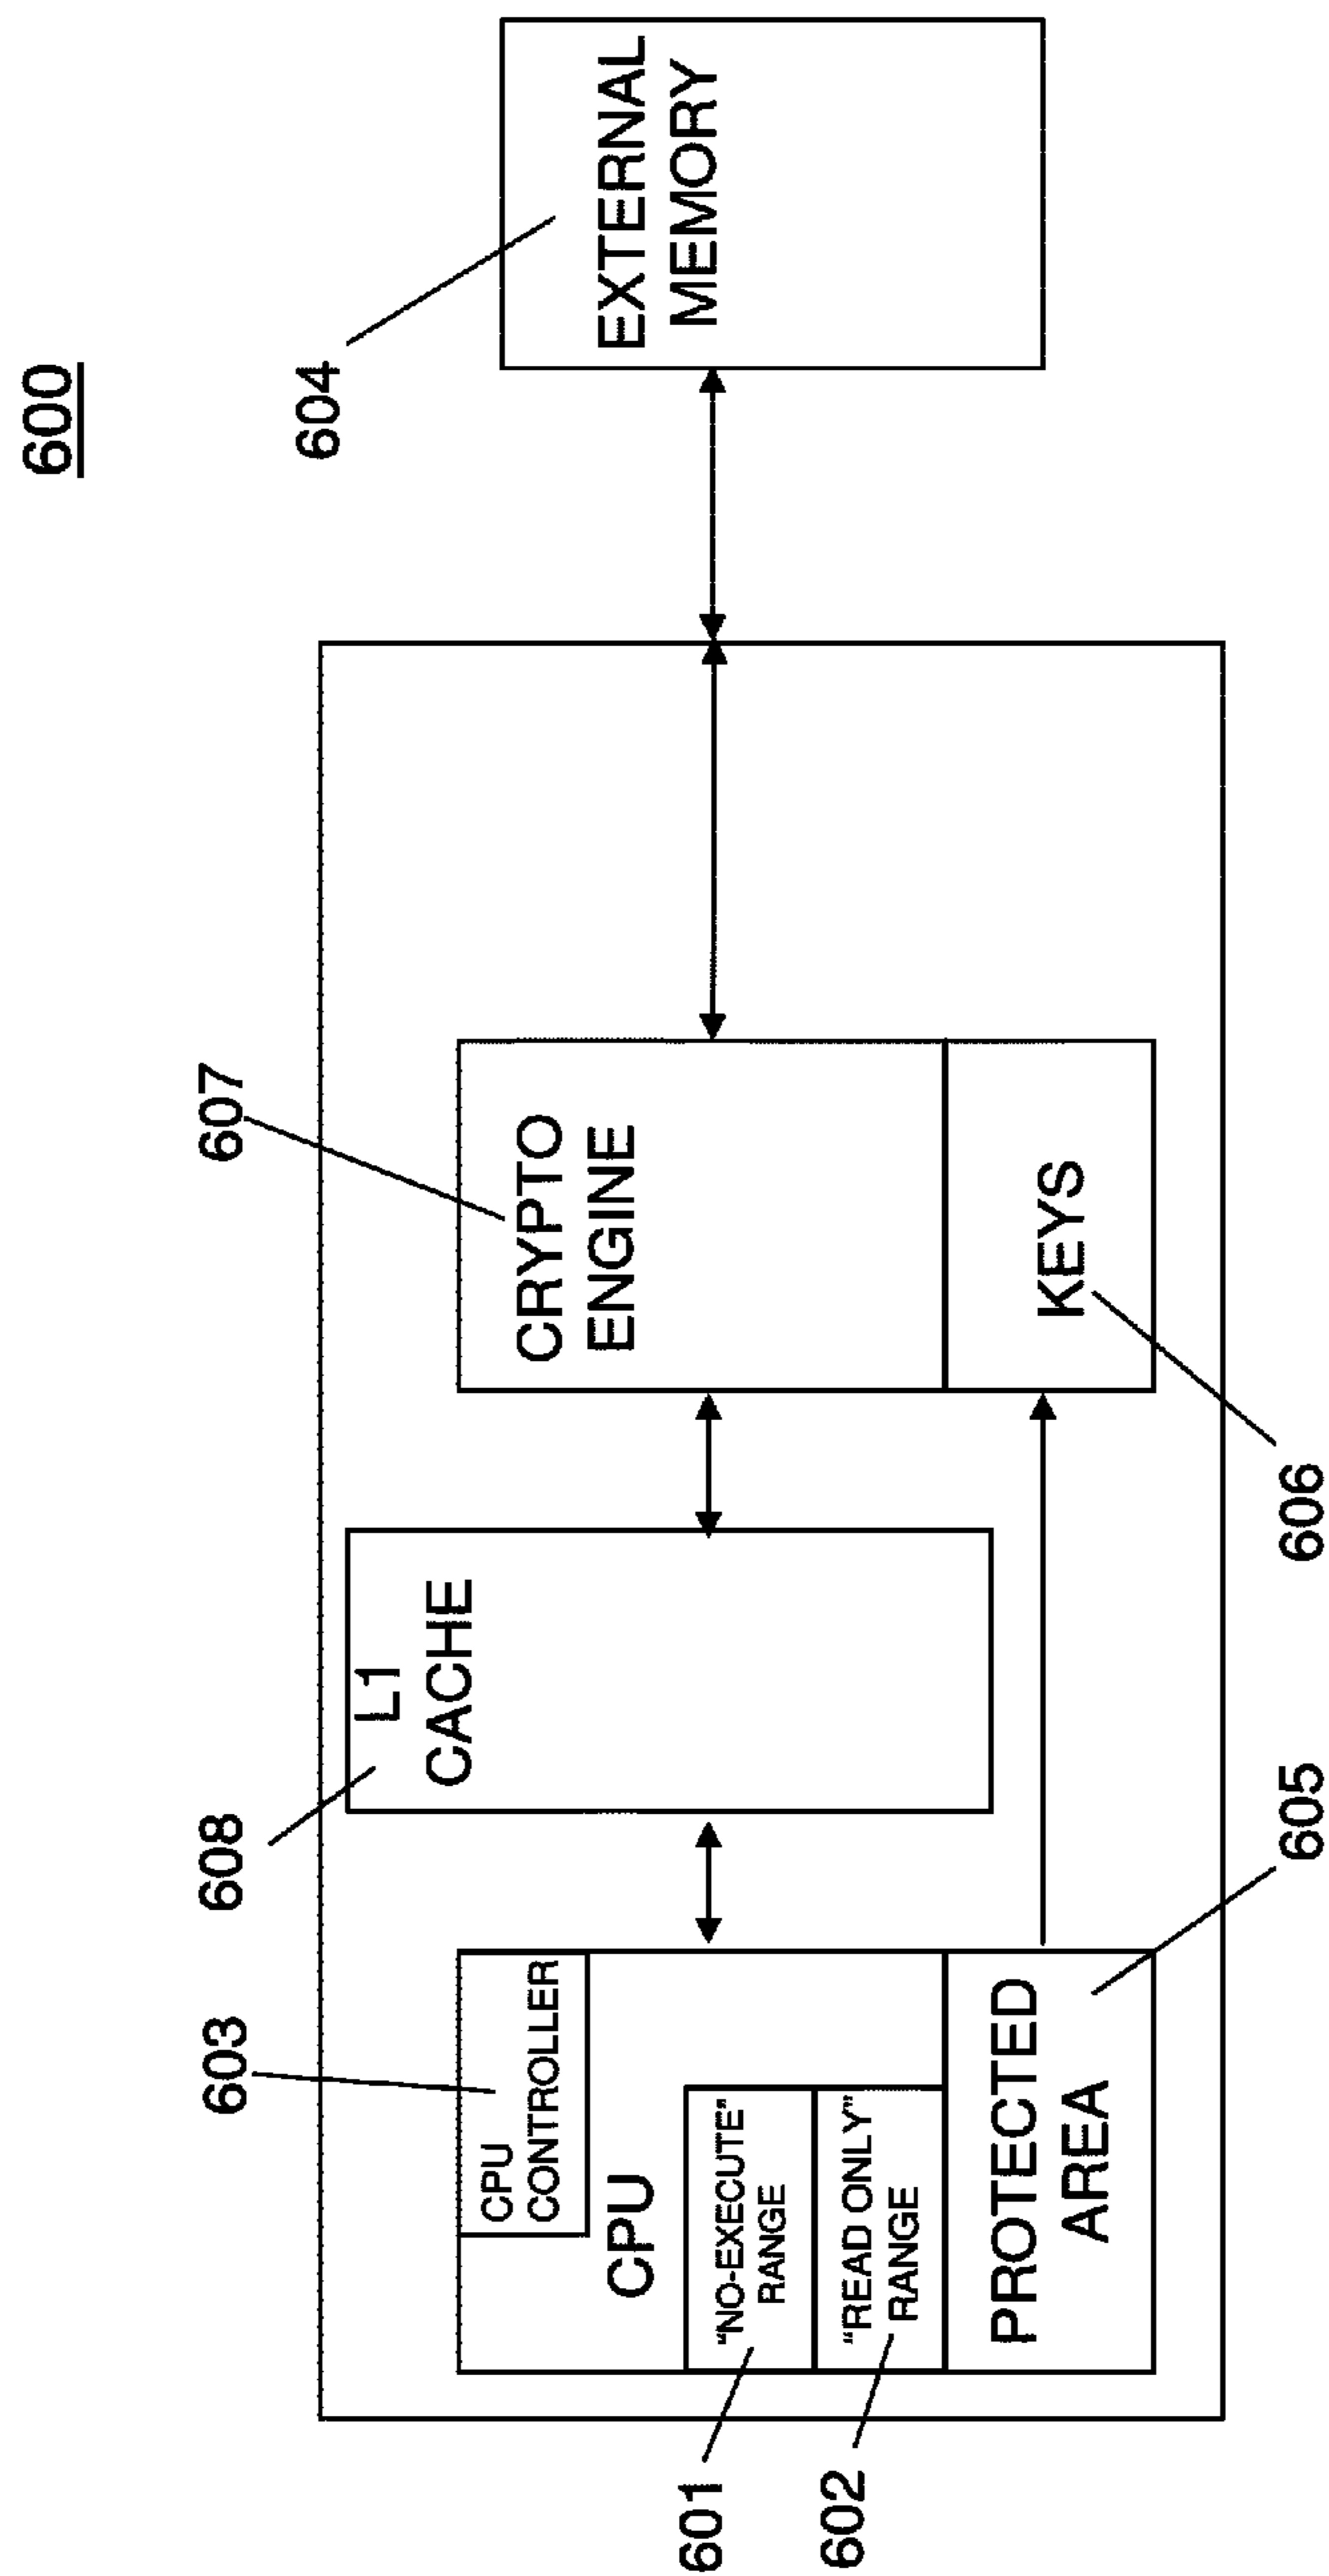 600
603
608
607
604
CPU
CONTROLLER
L1
CACHE
CRYPTO
ENGINE
EXTERNAL
MEMORY
CPU
“NO-EXECUTE”
RANGE
“READ ONLY”
RANGE
PROTECTED
AREA
KEYS
601
602
605
606